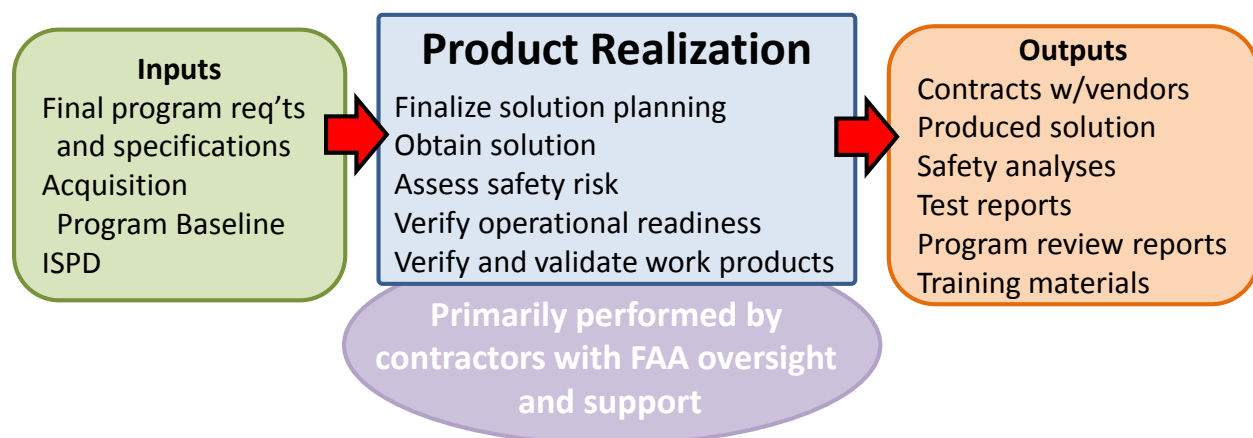 Inputs
Final program req’ts
and specifications
Acquisition
Program Baseline
ISPD
Product Realization
Finalize solution planning
Obtain solution
Assess safety risk
Verify operational readiness
Verify and validate work products
Primarily performed by
contractors with FAA oversight
and support
Outputs
Contracts w/vendors
Produced solution
Safety analyses
Test reports
Program review reports
Training materials